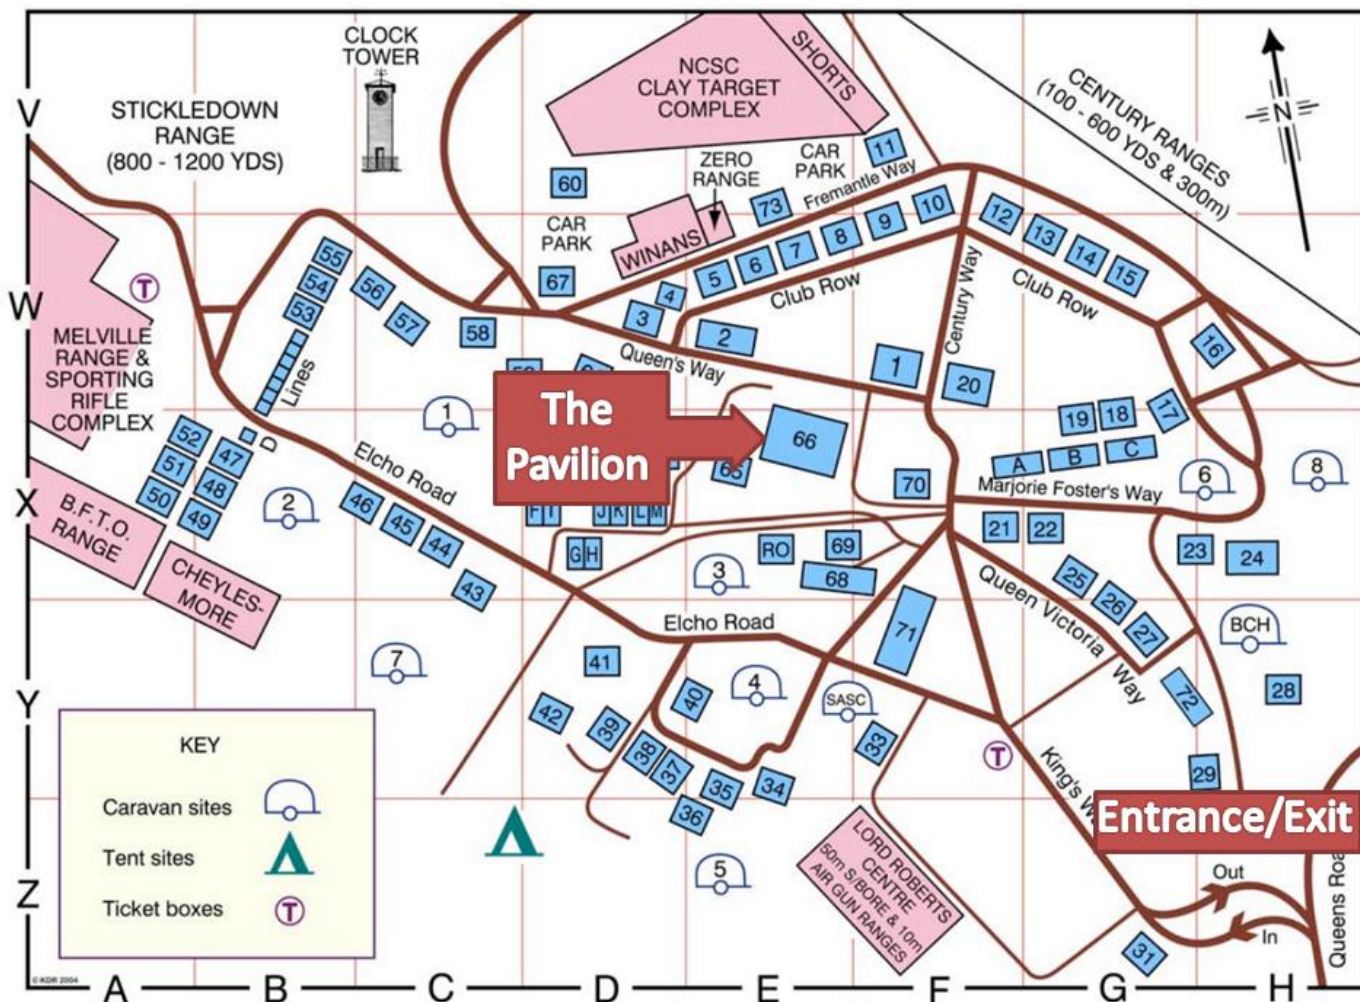 CLOCK
TOWER
V
STICKLEDOWN
RANGE
(800 - 1200 YDS)
NCSC
CLAY TARGET
COMPLEX
SHORTS
CENTURY RANGES
(100 - 600 YDS & 300m)
N
60
ZERO
RANGE
CAR
PARK
11
Fremantle Way
73
CAR
PARK
WINANS
67
5
6
7
8
9
10
12
13
14
15
Club Row
Club Row
Century Way
4
3
2
1
20
16
Queen's Way
W
T
MELVILLE
RANGE &
SPORTING
RIFLE
COMPLEX
55
54
53
56
57
58
D
Lines
1
The
Pavilion
66
65
19
18
17
A
B
C
Marjorie Foster's Way
6
8
X
52
51
50
47
48
49
2
Elcho Road
46
45
44
43
F
I
J
K
L
M
G
H
70
21
22
23
24
B.F.T.O.
RANGE
CHEYLES-
MORE
3
RO
69
68
71
25
26
27
Queen Victoria
Way
BCH
28
72
29
7
Elcho Road
41
42
40
39
38
37
36
35
34
4
SASC
33
T
King's
Y
KEY
Caravan sites
Tent sites
Ticket boxes
T
Entrance/Exit
5
LORD ROBERTS
CENTRE
50m S/BORE & 10m
AIR GUN RANGES
Out
In
Queens
31
Z
© KDR 2004
A
B
C
D
E
F
G
H